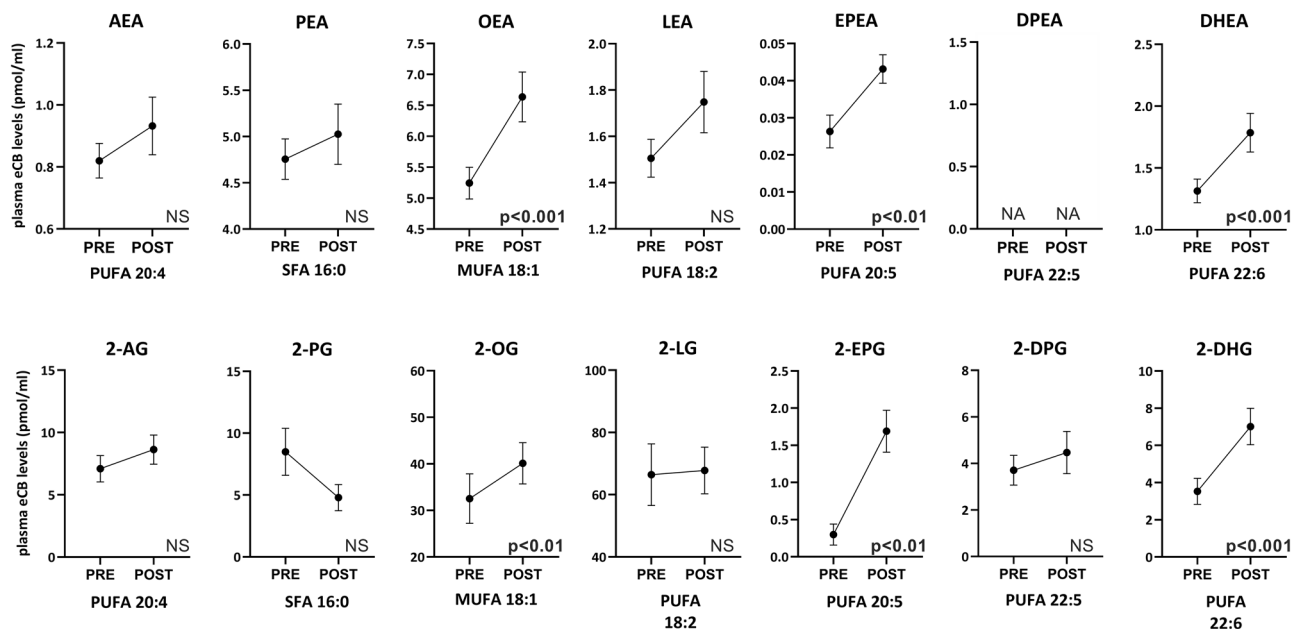 AEA PEA OEA LEA EPEA DPEA DHEA
plasma eCB levels (pmol/ml)
1.2 6.0 7.5 2.0 0.05 1.5 2.5
1.0 5.5 7.0 1.8 0.04 1.0 2.0
0.8 5.0 6.5 1.6 0.03 0.5 1.5
0.6 4.5 6.0 1.4 0.02 0.0 1.0
4.0 5.5 1.2 0.01
5.0 0.00
4.5
NS NS p<0.001 NS p<0.01 NA NA p<0.001
PRE POST PRE POST PRE POST PRE POST PRE POST PRE POST PRE POST
PUFA 20:4 SFA 16:0 MUFA 18:1 PUFA 18:2 PUFA 20:5 PUFA 22:5 PUFA 22:6
2-AG 2-PG 2-OG 2-LG 2-EPG 2-DPG 2-DHG
plasma eCB levels (pmol/ml)
15 15 60 100 2.5 8 10
10 10 50 80 2.0 6 8
5 5 40 60 1.5 4 6
0 0 30 40 1.0 2 4
20 0.5 0 2
0.0 0
NS NS p<0.01 NS p<0.01 NS p<0.001
PRE POST PRE POST PRE POST PRE POST PRE POST PRE POST PRE POST
PUFA 20:4 SFA 16:0 MUFA 18:1 PUFA PUFA 20:5 PUFA 22:5 PUFA
18:2 22:6